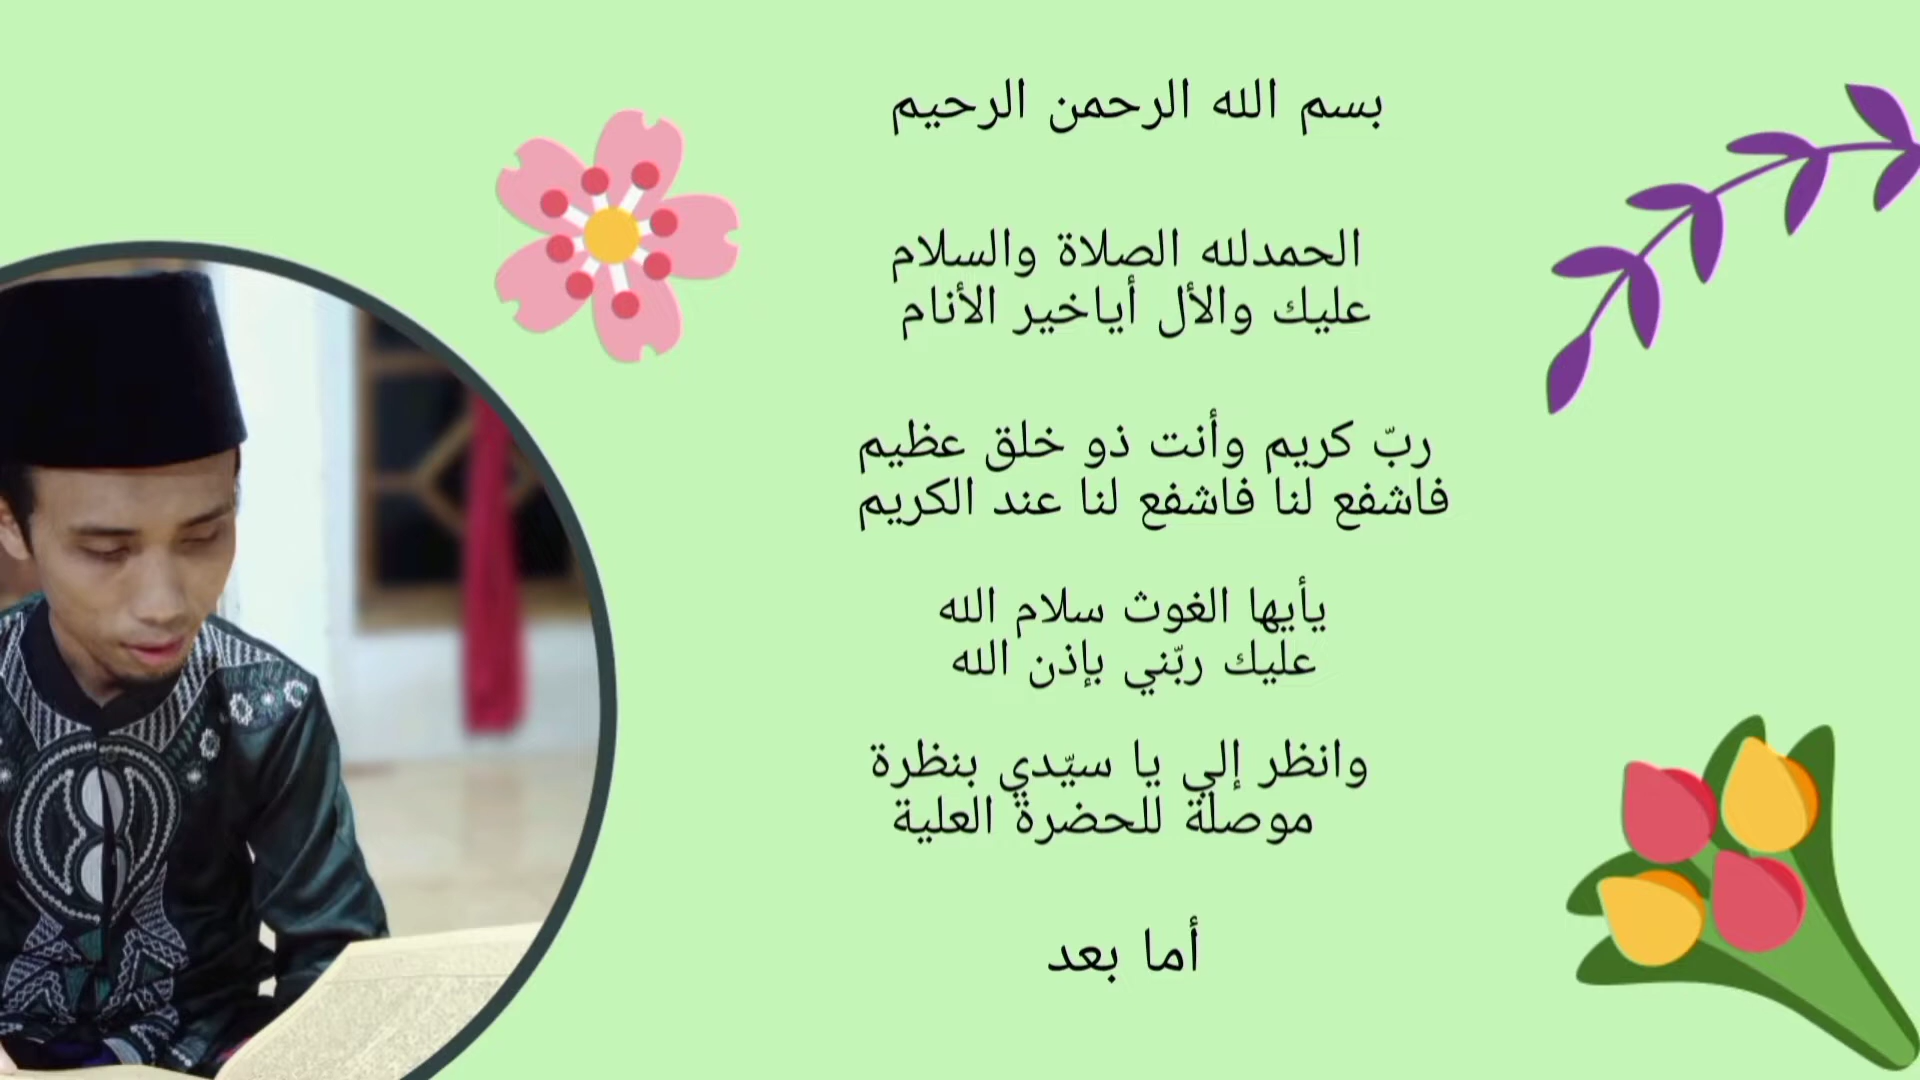 بسم الله الرحمن الرحيم
الحمدلله الصلاة والسلام
عليك والأل أياخير الأنام
ربّ كريم وأنت ذو خلق عظيم
فاشفع لنا فاشفع لنا عند الكريم
يأيها الغوث سلام الله
عليك ربّني بإذن الله
وانظر إلي يا سيّدي بنظرة
موصلة للحضرة العلية
أما بعد